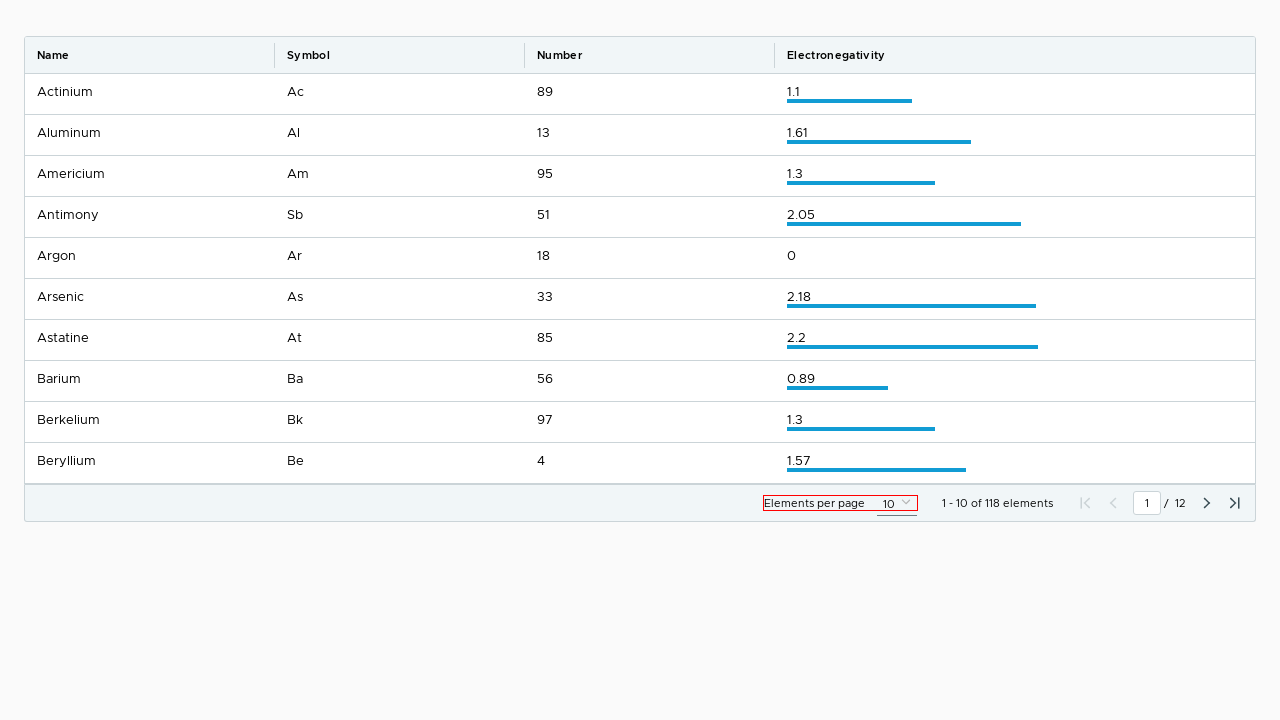 Name Symbol Number Electronegativity
Actinium Ac 89 1.1
Aluminum Al 13 1.61
Americium Am 95 1.3
Antimony Sb 51 2.05
Argon Ar 18 0
Arsenic As 33 2.18
Astatine At 85 2.2
Barium Ba 56 0.89
Berkelium Bk 97 1.3
Beryllium Be 4 1.57
Elements per page 10 1 - 10 of 118 elements 1 / 12